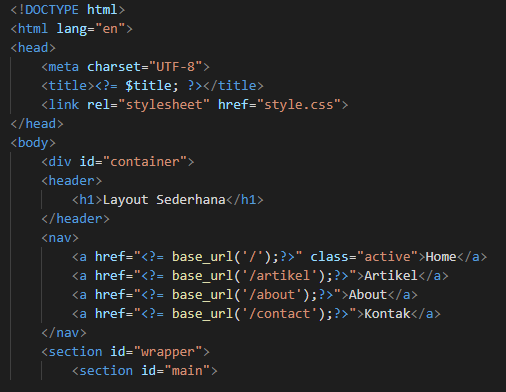 <!DOCTYPE html>
<html lang="en">
<head>
    <meta charset="UTF-8">
    <title><?= $title; ?></title>
    <link rel="stylesheet" href="style.css">
</head>
<body>
    <div id="container">
    <header>
        <h1>Layout Sederhana</h1>
    </header>
    <nav>
        <a href="<?= base_url('/');?>" class="active">Home</a>
        <a href="<?= base_url('/artikel');?>">Artikel</a>
        <a href="<?= base_url('/about');?>">About</a>
        <a href="<?= base_url('/contact');?>">Kontak</a>
    </nav>
    <section id="wrapper">
        <section id="main">